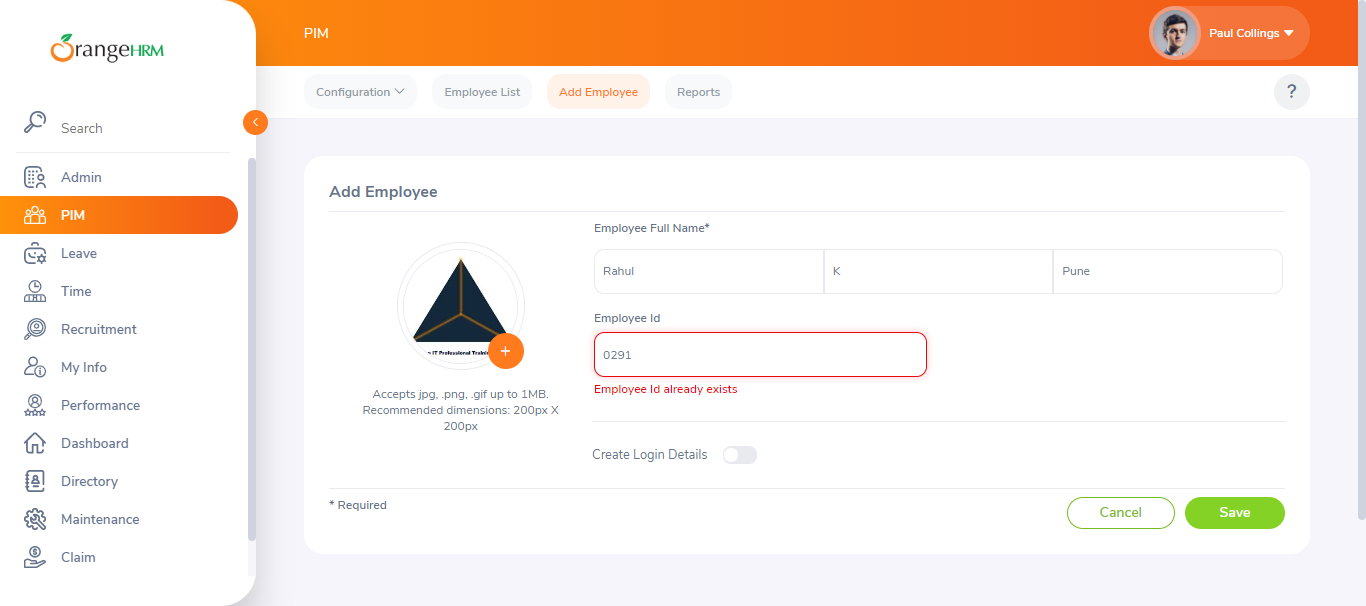 OrangeHRM
PIM
Paul Collings
Search
Configuration
Employee List
Add Employee
Reports
?
Admin
PIM
Leave
Time
Recruitment
My Info
Performance
Dashboard
Directory
Maintenance
Claim
Add Employee
Employee Full Name*
Rahul
K
Pune
IT Professional
Accepts jpg, .png, .gif up to 1MB.
Recommended dimensions: 200px X
200px
Employee Id
0291
Employee Id already exists
Create Login Details
* Required
Cancel
Save